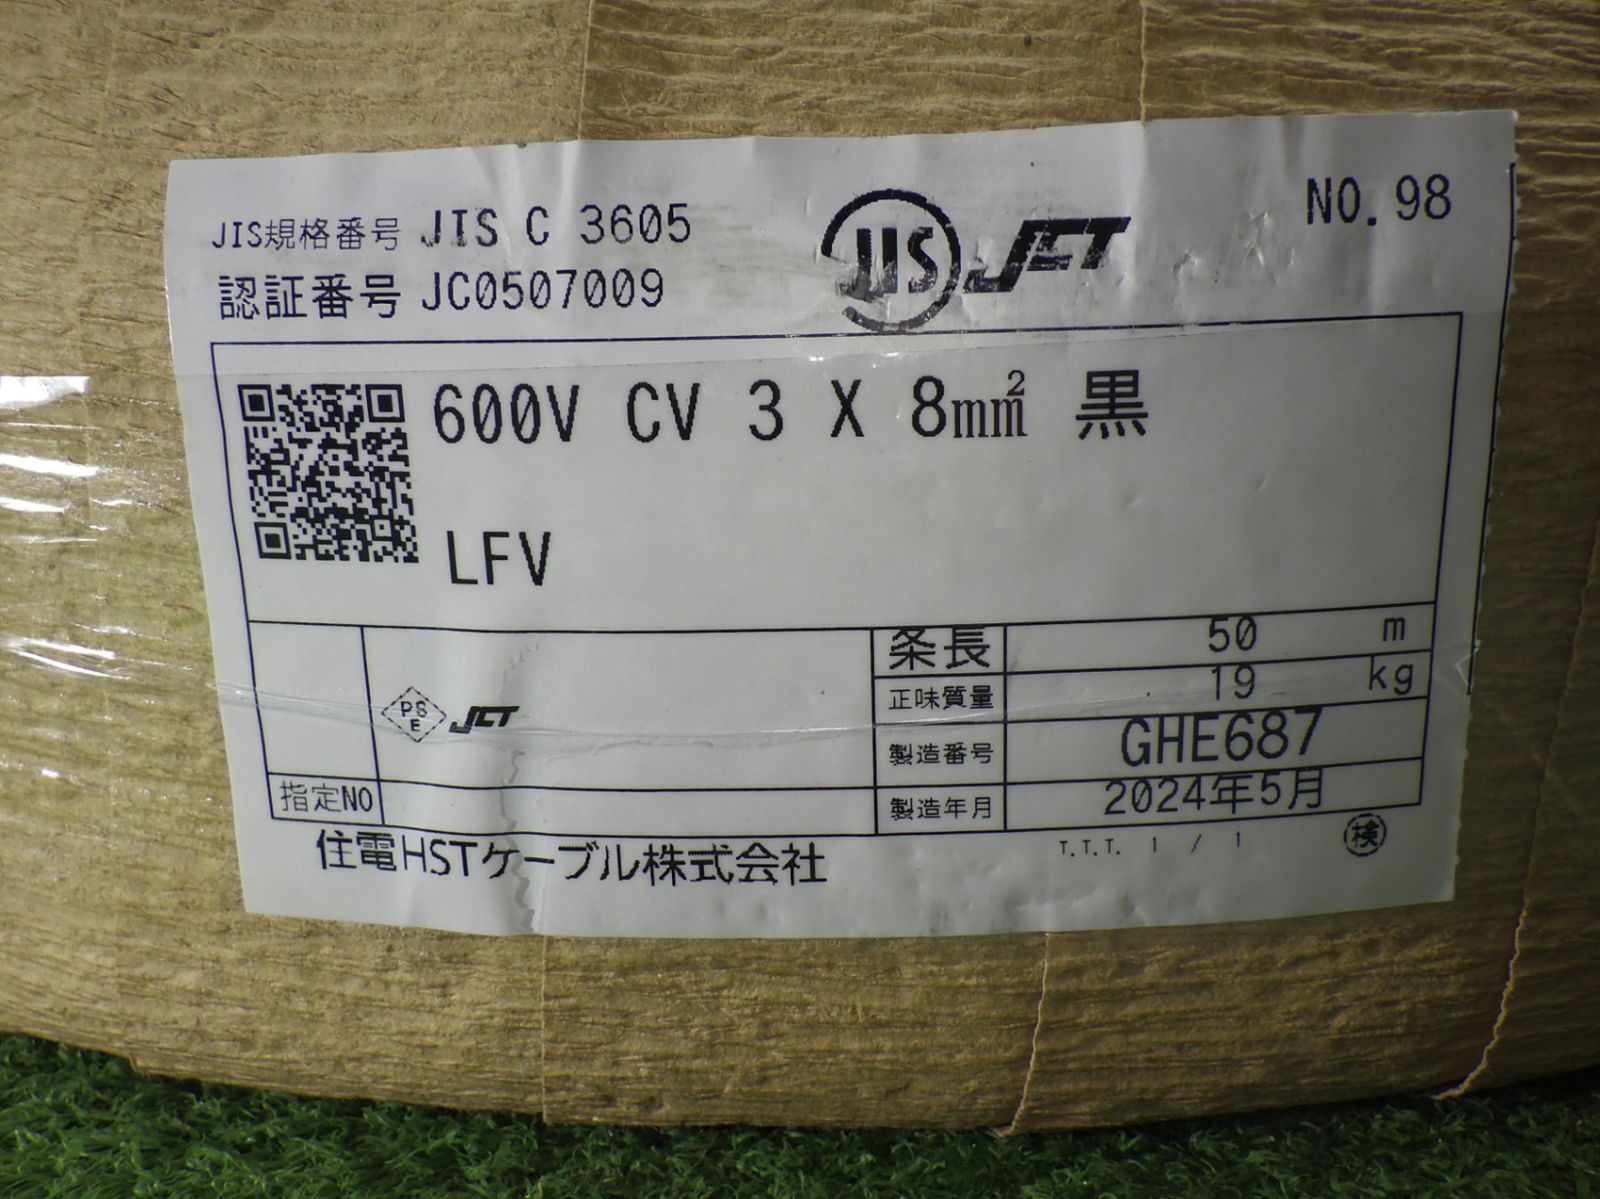 JIS規格番号 JIS C 3605
認証番号 JC0507009
JIS JET
NO. 98
600V CV 3 X 8mm² 黒
LFV
PS
E
JET
指定NO
条長 50 m
正味質量 19 kg
製造番号 GHE687
製造年月 2024年5月
住電HSTケーブル株式会社
T.T.T. 1 / 1
検